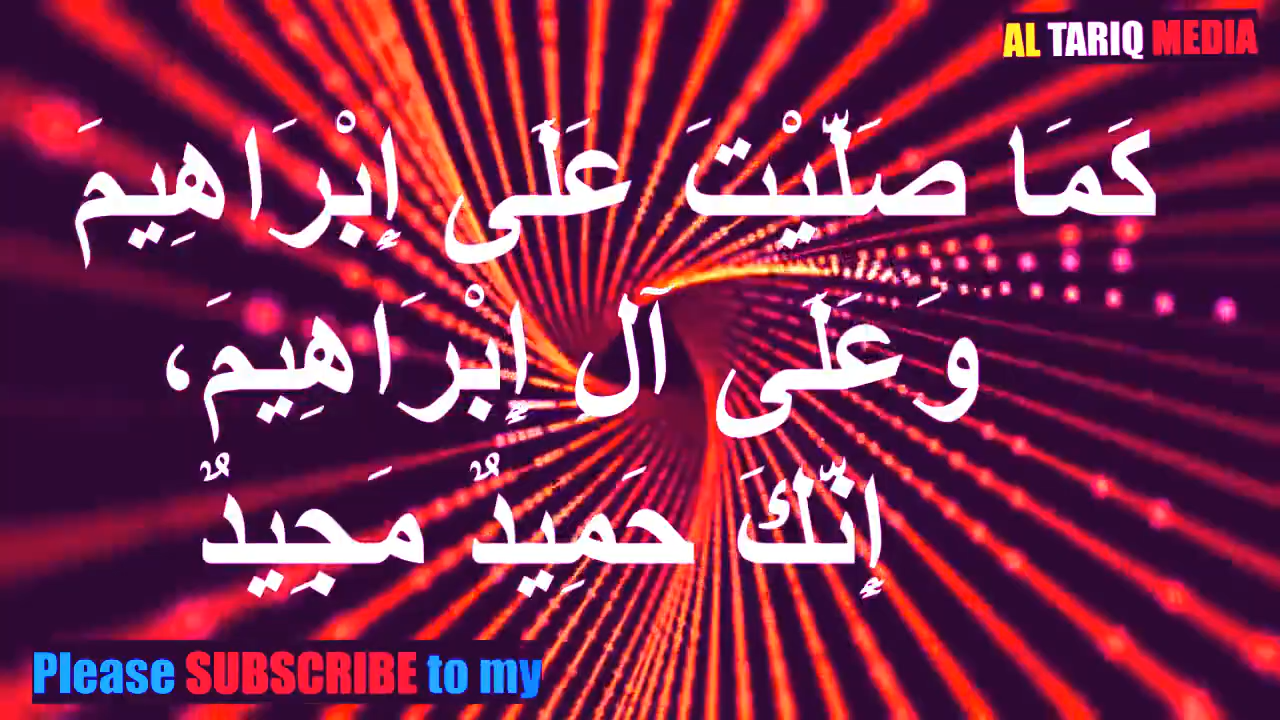 AL TARIQ MEDIA
كَمَا صَلَّيْتَ عَلَى إِبْرَاهِيمَ
وَعَلَى آلِ إِبْرَاهِيمَ،
إِنَّكَ حَمِيدٌ مَجِيدٌ
Please SUBSCRIBE to my